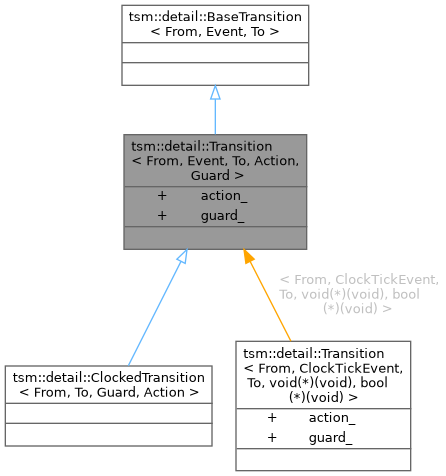 tsm::detail::BaseTransition
< From, Event, To >
tsm::detail::Transition
< From, Event, To, Action,
Guard >
+ action_
+ guard_
< From, ClockTickEvent,
To, void(*)(void), bool
(*)(void) >
tsm::detail::ClockedTransition
< From, To, Guard, Action >
tsm::detail::Transition
< From, ClockTickEvent,
To, void(*)(void), bool
(*)(void) >
+ action_
+ guard_